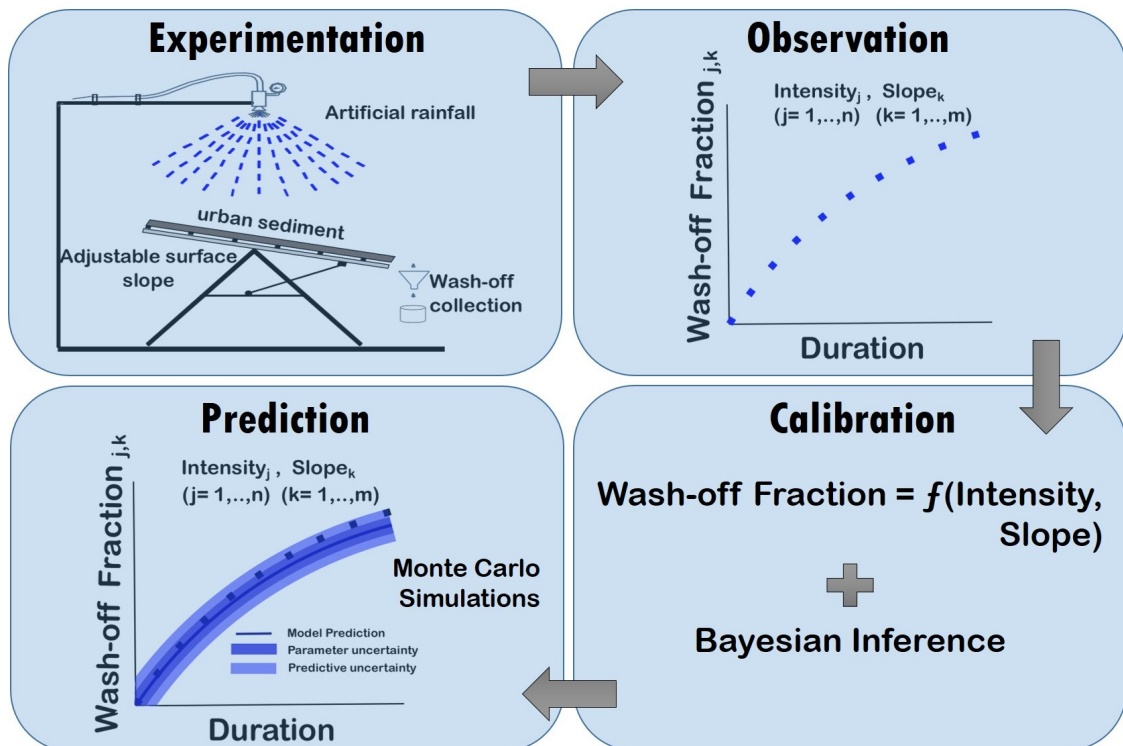 Experimentation
Artificial rainfall
urban sediment
Adjustable surface
slope
Wash-off
collection
Observation
Wash-off Fraction j,k
Intensityj , Slopek
(j= 1,..,n) (k= 1,..,m)
Duration
Calibration
Wash-off Fraction = ƒ(Intensity,
Slope)
Bayesian Inference
Prediction
Wash-off Fraction j,k
Intensityj , Slopek
(j= 1,..,n) (k= 1,..,m)
Monte Carlo
Simulations
Model Prediction
Parameter uncertainty
Predictive uncertainty
Duration